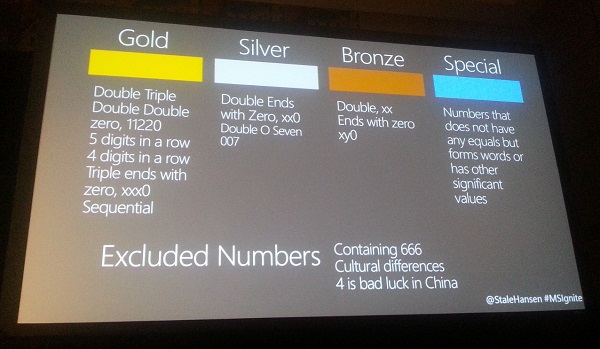 Gold
Double Triple
Double Double
zero, 11220
5 digits in a row
4 digits in a row
Triple ends with
zero, xxx0
Sequential
Silver
Double Ends
with Zero, xx0
Double O Seven
007
Bronze
Double, xx
Ends with zero
xy0
Special
Numbers that
does not have
any equals but
forms words or
has other
significant
values
Excluded Numbers
Containing 666
Cultural differences
4 is bad luck in China
@StaleHansen #MSIgnite